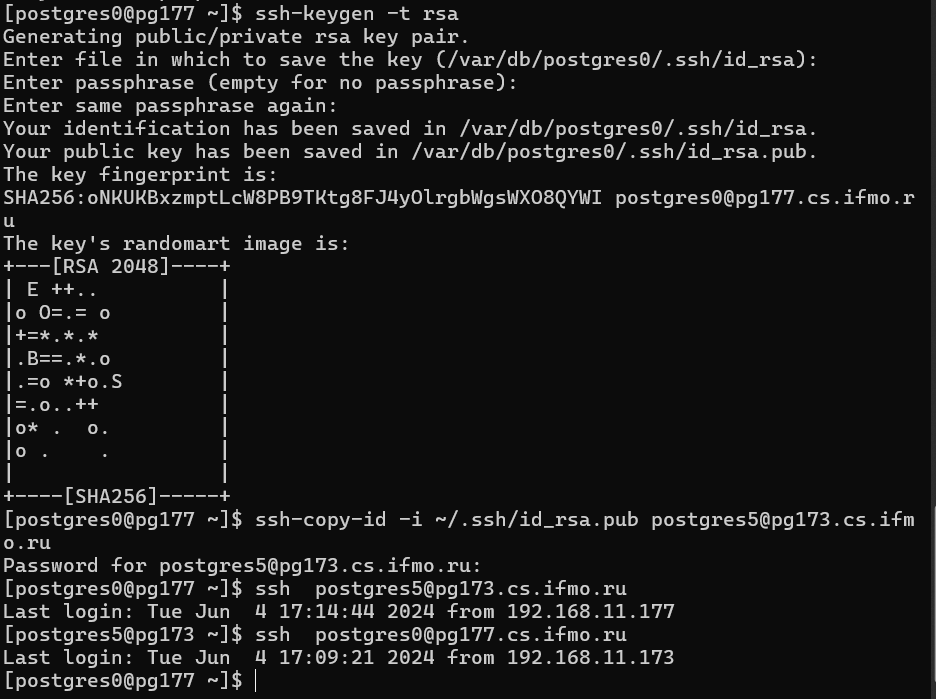 [postgres0@pg177 ~]$ ssh-keygen -t rsa
Generating public/private rsa key pair.
Enter file in which to save the key (/var/db/postgres0/.ssh/id_rsa):
Enter passphrase (empty for no passphrase):
Enter same passphrase again:
Your identification has been saved in /var/db/postgres0/.ssh/id_rsa.
Your public key has been saved in /var/db/postgres0/.ssh/id_rsa.pub.
The key fingerprint is:
SHA256:oNKUKBxzmptLcW8PB9TKtg8FJ4yOlrgbWgsWXO8QYWI postgres0@pg177.cs.ifmo.r
u
The key's randomart image is:
+---[RSA 2048]----+
| E ++..          |
|o O=.= o         |
|+=*.*.*          |
|.B==.*.o         |
|.=o *+o.S        |
|=.o..++          |
|o* .  o.         |
|o .    .         |
|                 |
+----[SHA256]-----+
[postgres0@pg177 ~]$ ssh-copy-id -i ~/.ssh/id_rsa.pub postgres5@pg173.cs.ifm
o.ru
Password for postgres5@pg173.cs.ifmo.ru:
[postgres0@pg177 ~]$ ssh  postgres5@pg173.cs.ifmo.ru
Last login: Tue Jun  4 17:14:44 2024 from 192.168.11.177
[postgres5@pg173 ~]$ ssh  postgres0@pg177.cs.ifmo.ru
Last login: Tue Jun  4 17:09:21 2024 from 192.168.11.173
[postgres0@pg177 ~]$